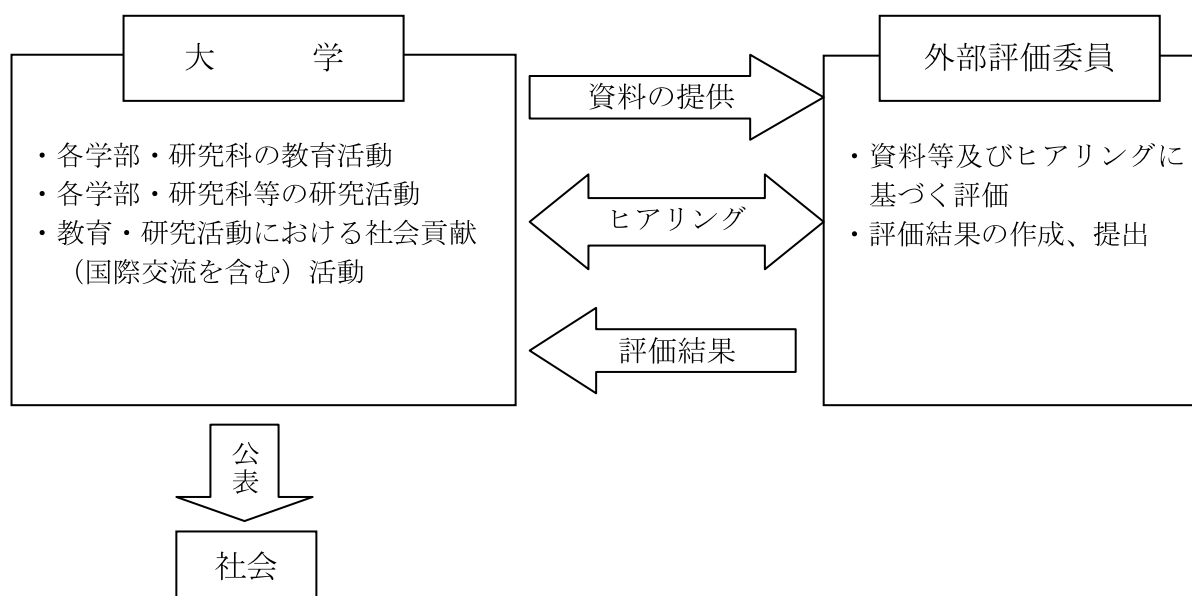 大　　学
・各学部・研究科の教育活動
・各学部・研究科等の研究活動
・教育・研究活動における社会貢献
（国際交流を含む）活動
資料の提供
ヒアリング
評価結果
外部評価委員
・資料等及びヒアリングに
基づく評価
・評価結果の作成、提出
公表
社会